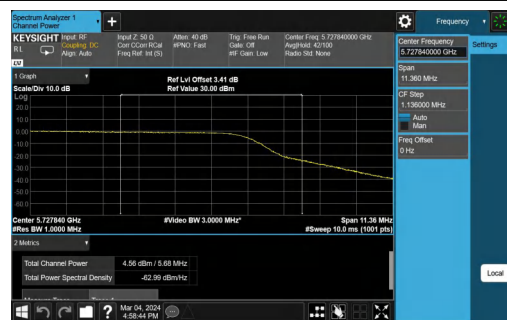 Spectrum Analyzer 1
Channel Power
Frequency
KEYSIGHT
RL
Input: RF
Coupling: DC
Align: Auto
Input Z: 50 Ω
Corr CCorr RCal
Freq Ref: Int (S)
Atten: 40 dB
#PNO: Fast
Trig: Free Run
Gate: Off
#IF Gain: Low
Center Freq: 5.727840000 GHz
AvgHold: 42/100
Radio Std: None
LXI
Center Frequency
5.727840000 GHz
Settings
Span
11.360 MHz
CF Step
1.136000 MHz
Auto
Man
Freq Offset
0 Hz
Local
1 Graph
Scale/Div 10.0 dB
Ref Lvl Offset 3.41 dB
Ref Value 30.00 dBm
Log
20.0
10.0
0.00
-10.0
-20.0
-30.0
-40.0
-50.0
-60.0
Center 5.727840 GHz
#Res BW 1.0000 MHz
#Video BW 3.0000 MHz*
Span 11.36 MHz
#Sweep 10.0 ms (1001 pts)
2 Metrics
Total Channel Power 4.56 dBm / 5.68 MHz
Total Power Spectral Density -62.99 dBm/Hz
Mar 04, 2024
4:58:44 PM